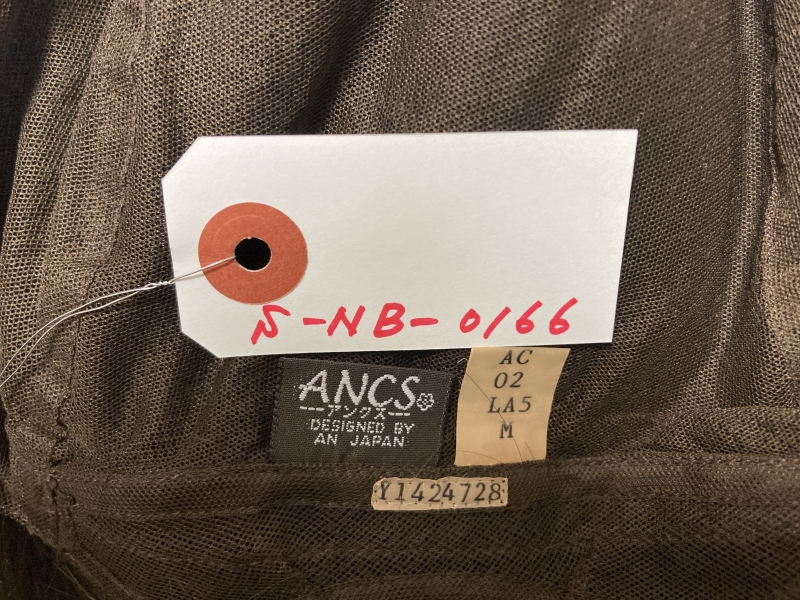 S-NB-0166
ANCS
アンクス
DESIGNED BY
AN JAPAN
AC
02
LA5
M
Y1424728